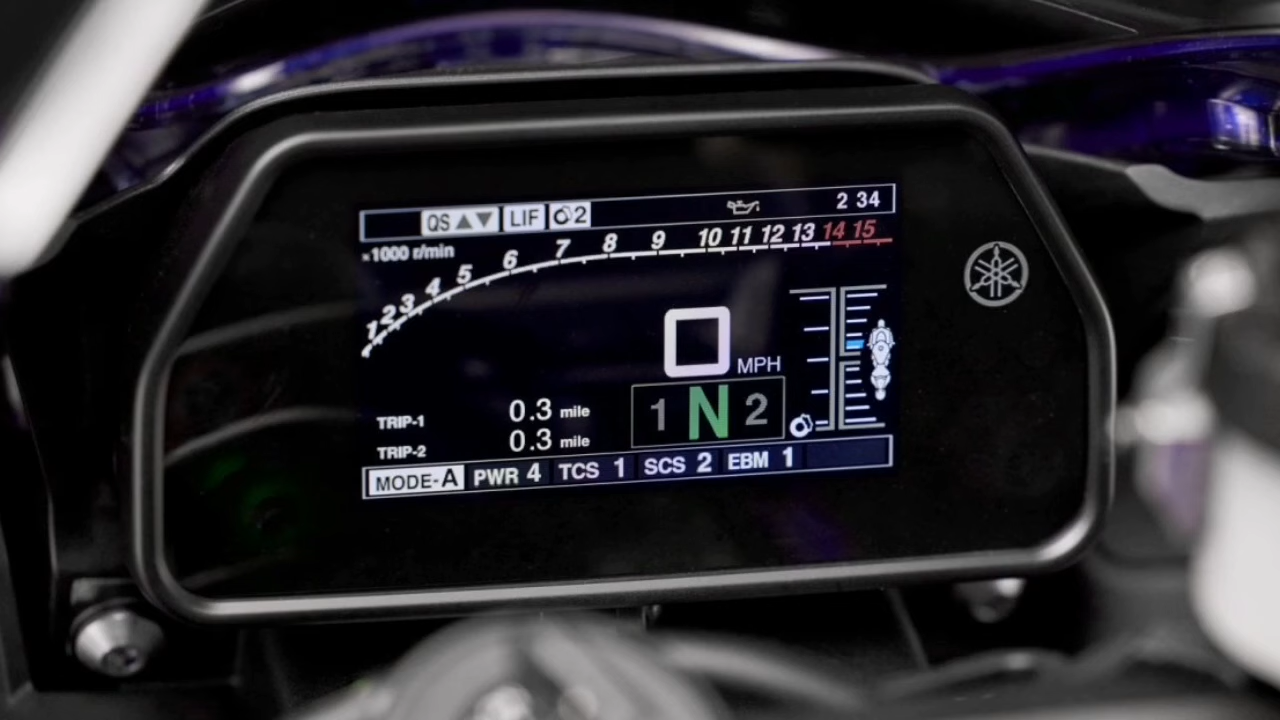 QS ▲▼ LIF 2 2 34
×1000 r/min
1 2 3 4 5 6 7 8 9 10 11 12 13 14 15
0 MPH
TRIP-1 0.3 mile
1 N 2
TRIP-2 0.3 mile
MODE-A PWR 4 TCS 1 SCS 2 EBM 1